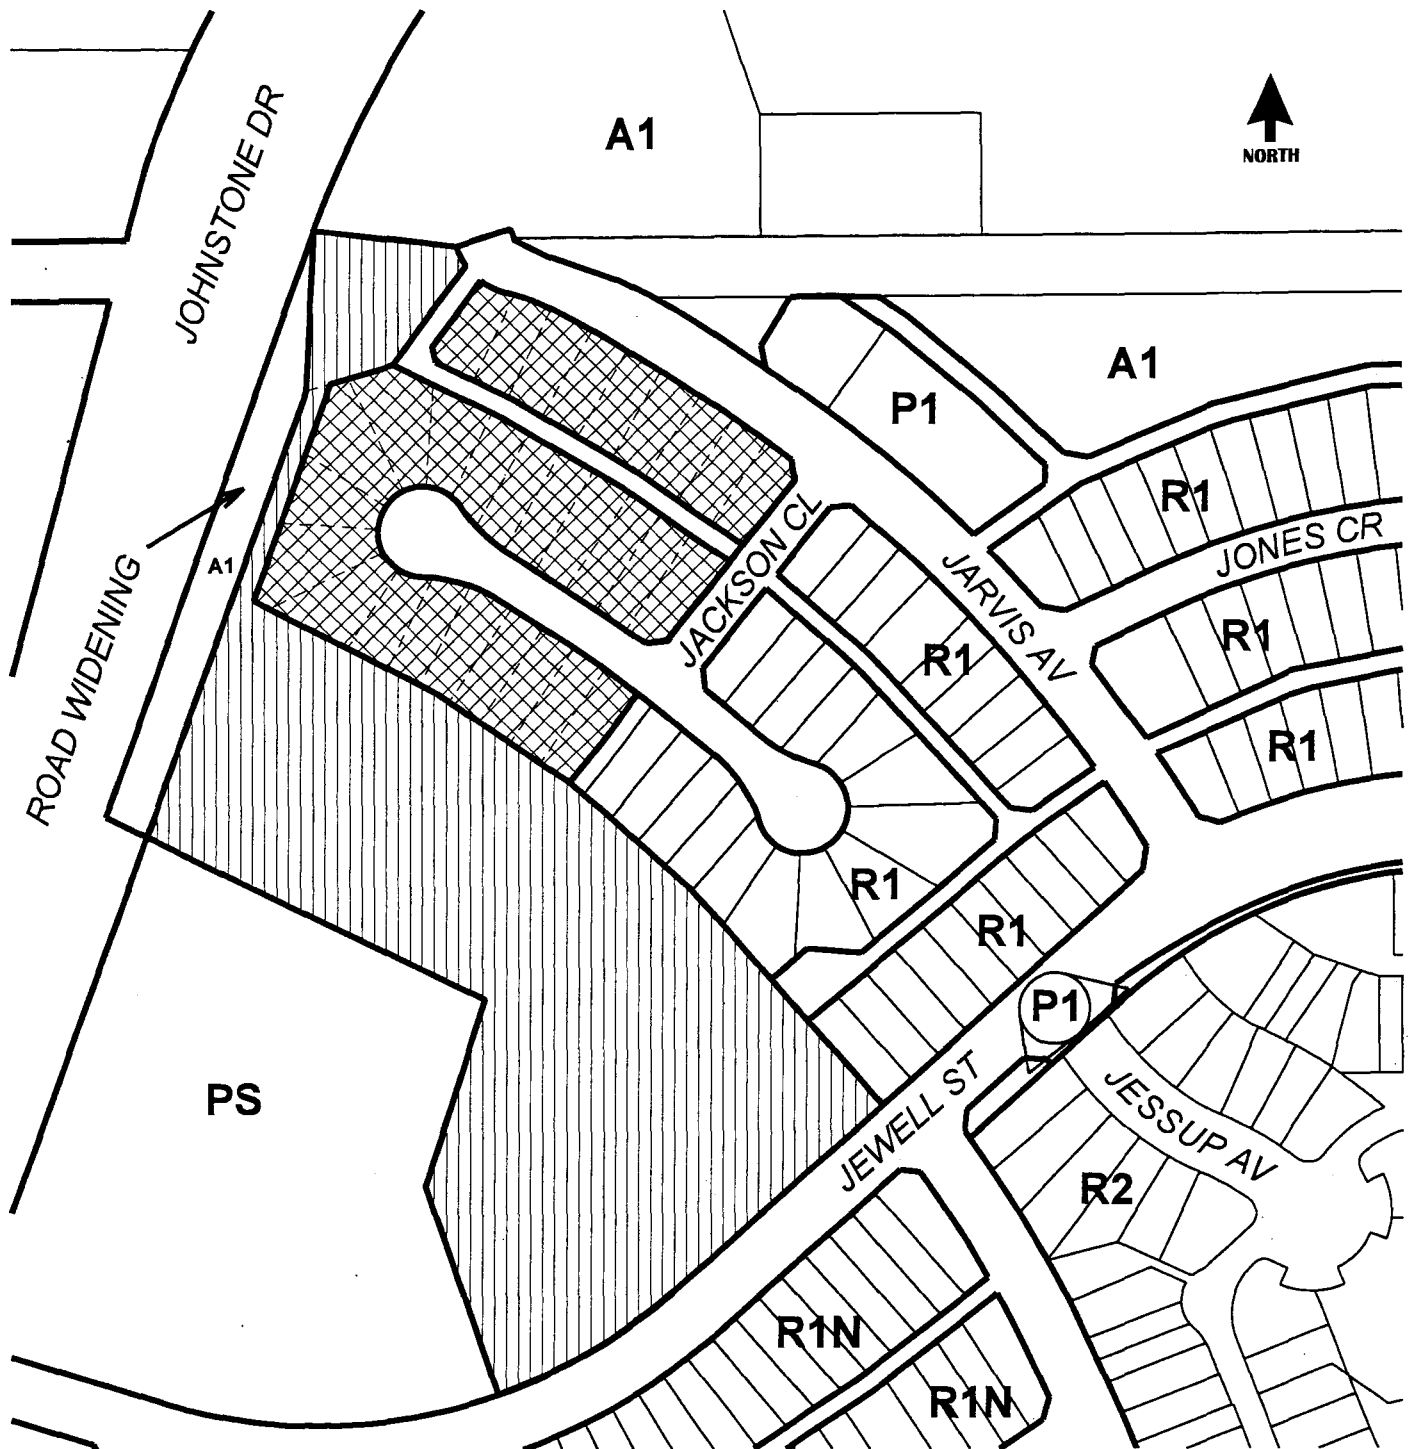 JOHNSTONE DR
A1
NORTH
A1
P1
R1
JONES CR
JACKSON CL
JARVIS AV
ROAD WIDENING
A1
R1
R1
R1
R1
R1
P1
PS
JEWELL ST
JESSUP AV
R2
R1N
R1N